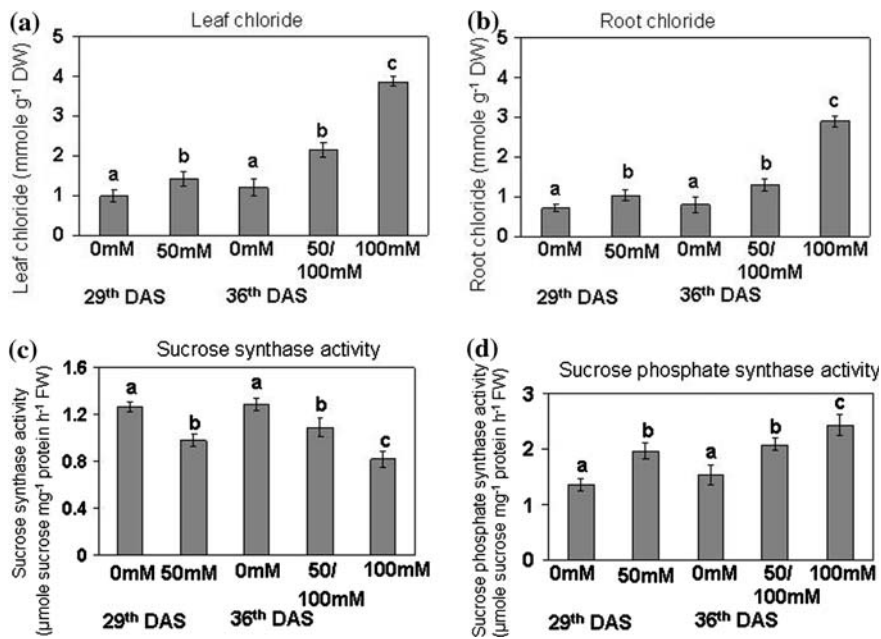 (a)
Leaf chloride
Leaf chloride (mmole g-1 DW)
5
4
3
2
1
0
a
b
a
b
c
0mM
50mM
0mM
50/
100mM
100mM
29th DAS
36th DAS
(b)
Root chloride
Root chloride (mmole g-1 DW)
5
4
3
2
1
0
a
b
a
b
c
0mM
50mM
0mM
50/
100mM
100mM
29th DAS
36th DAS
(c)
Sucrose synthase activity
Sucrose synthase activity
(µmole sucrose mg-1 protein h-1 FW)
1.6
1.2
0.8
0.4
0
a
b
a
b
c
0mM
50mM
0mM
50/
100mM
100mM
29th DAS
36th DAS
(d)
Sucrose phosphate synthase activity
Sucrose phosphate synthase activity
(µmole sucrose mg-1 protein h-1 FW)
3
2
1
0
a
b
a
b
c
0mM
50mM
0mM
50/
100mM
100mM
29th DAS
36th DAS